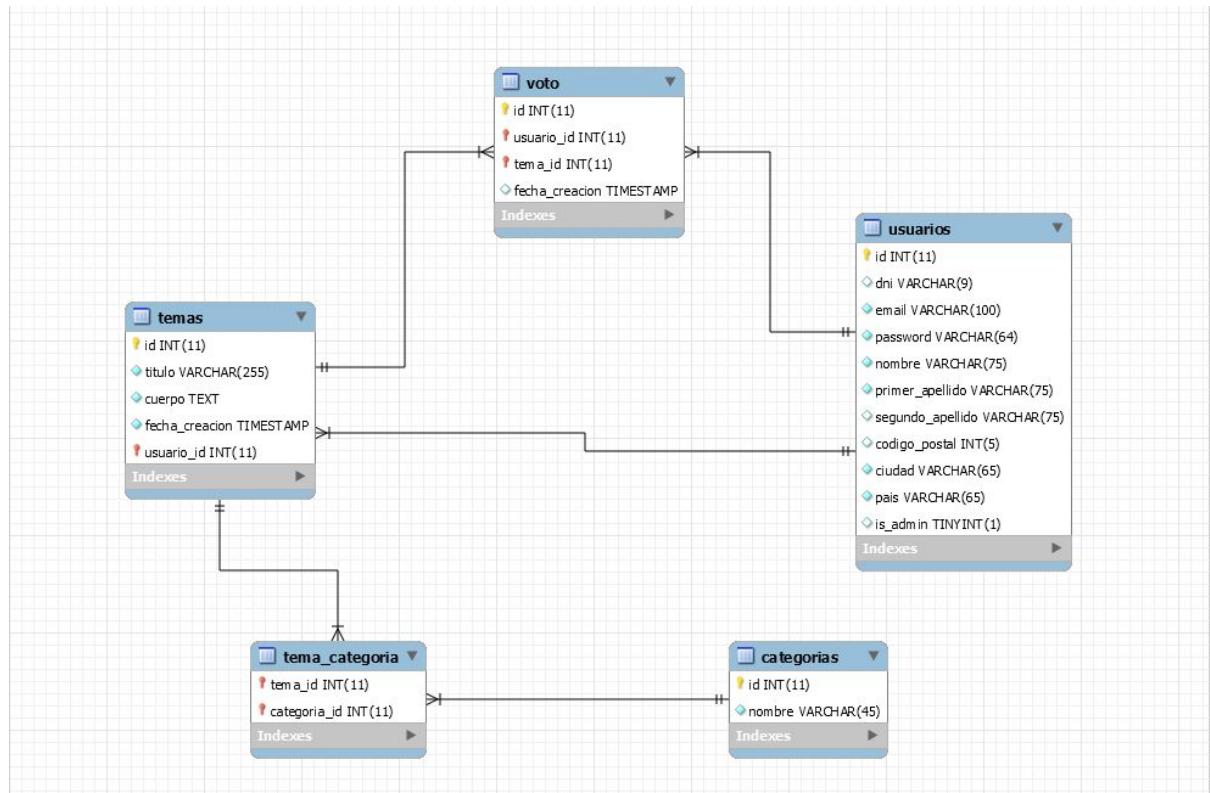 voto
id INT(11)
usuario_id INT(11)
tema_id INT(11)
fecha_creacion TIMESTAMP
Indexes
usuarios
id INT(11)
dni VARCHAR(9)
email VARCHAR(100)
password VARCHAR(64)
nombre VARCHAR(75)
primer_apellido VARCHAR(75)
segundo_apellido VARCHAR(75)
codigo_postal INT(5)
ciudad VARCHAR(65)
pais VARCHAR(65)
is_admin TINYINT(1)
Indexes
temas
id INT(11)
titulo VARCHAR(255)
cuerpo TEXT
fecha_creacion TIMESTAMP
usuario_id INT(11)
Indexes
tema_categoria
tema_id INT(11)
categoria_id INT(11)
Indexes
categorias
id INT(11)
nombre VARCHAR(45)
Indexes